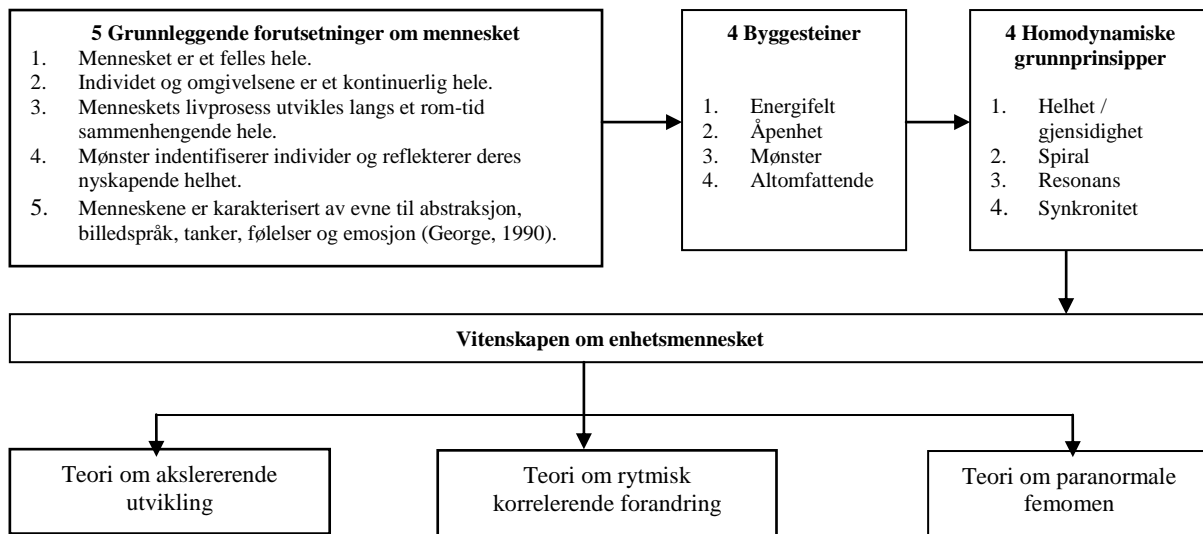 5 Grunnleggende forutsetninger om mennesket
1. Mennesket er et felles hele.
2. Individet og omgivelsene er et kontinuerlig hele.
3. Menneskets livprosess utvikles langs et rom-tid
sammenhengende hele.
4. Mønster indentifiserer individer og reflekterer deres
nyskapende helhet.
5. Menneskene er karakterisert av evne til abstraksjon,
billedspråk, tanker, følelser og emosjon (George, 1990).
4 Byggesteiner
1. Energifelt
2. Åpenhet
3. Mønster
4. Altomfattende
4 Homodynamiske
grunnprinsipper
1. Helhet /
gjensidighet
2. Spiral
3. Resonans
4. Synkronitet
Vitenskapen om enhetsmennesket
Teori om akslererende
utvikling
Teori om rytmisk
korrelerende forandring
Teori om paranormale
femomen